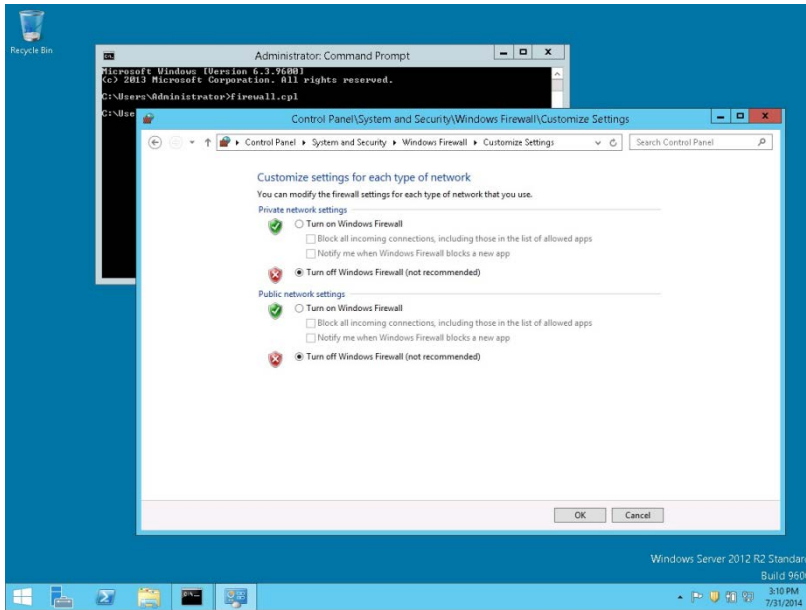 Recycle Bin
Administrator: Command Prompt
Microsoft Windows [Version 6.3.9600]
(c) 2013 Microsoft Corporation. All rights reserved.
C:\Users\Administrator>firewall.cpl
C:\Use
Control Panel\System and Security\Windows Firewall\Customize Settings
Control Panel System and Security Windows Firewall Customize Settings
Search Control Panel
Customize settings for each type of network
You can modify the firewall settings for each type of network that you use.
Private network settings
Turn on Windows Firewall
Block all incoming connections, including those in the list of allowed apps
Notify me when Windows Firewall blocks a new app
Turn off Windows Firewall (not recommended)
Public network settings
Turn on Windows Firewall
Block all incoming connections, including those in the list of allowed apps
Notify me when Windows Firewall blocks a new app
Turn off Windows Firewall (not recommended)
OK Cancel
Windows Server 2012 R2 Standar
Build 960
3:10 PM
7/31/2014